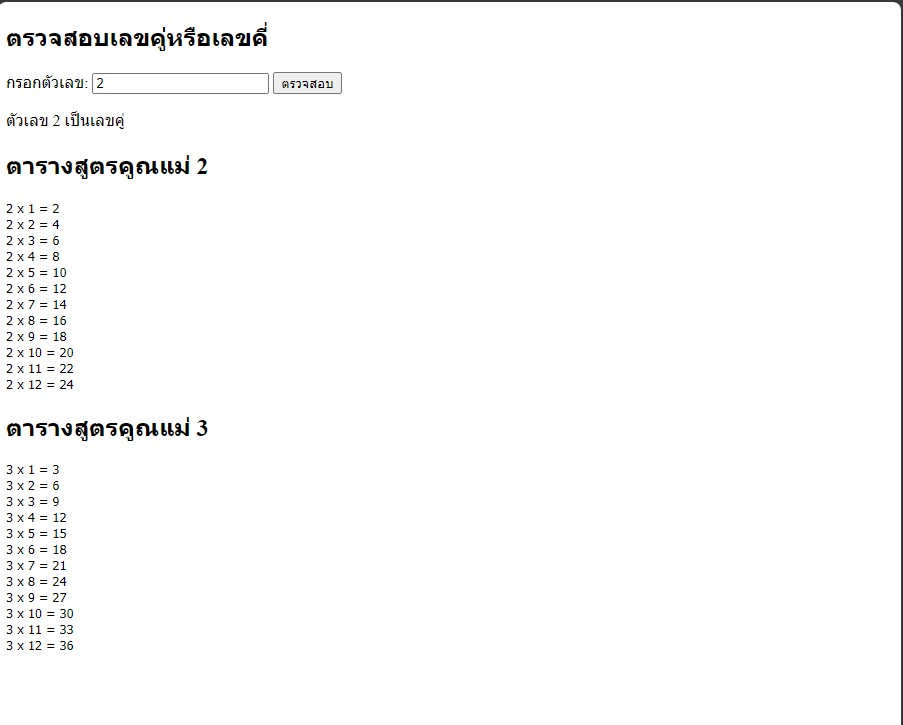 ตรวจสอบเลขคู่หรือเลขคี่
กรอกตัวเลข: 2 ตรวจสอบ
ตัวเลข 2 เป็นเลขคู่
ตารางสูตรคูณแม่ 2
2 x 1 = 2
2 x 2 = 4
2 x 3 = 6
2 x 4 = 8
2 x 5 = 10
2 x 6 = 12
2 x 7 = 14
2 x 8 = 16
2 x 9 = 18
2 x 10 = 20
2 x 11 = 22
2 x 12 = 24
ตารางสูตรคูณแม่ 3
3 x 1 = 3
3 x 2 = 6
3 x 3 = 9
3 x 4 = 12
3 x 5 = 15
3 x 6 = 18
3 x 7 = 21
3 x 8 = 24
3 x 9 = 27
3 x 10 = 30
3 x 11 = 33
3 x 12 = 36